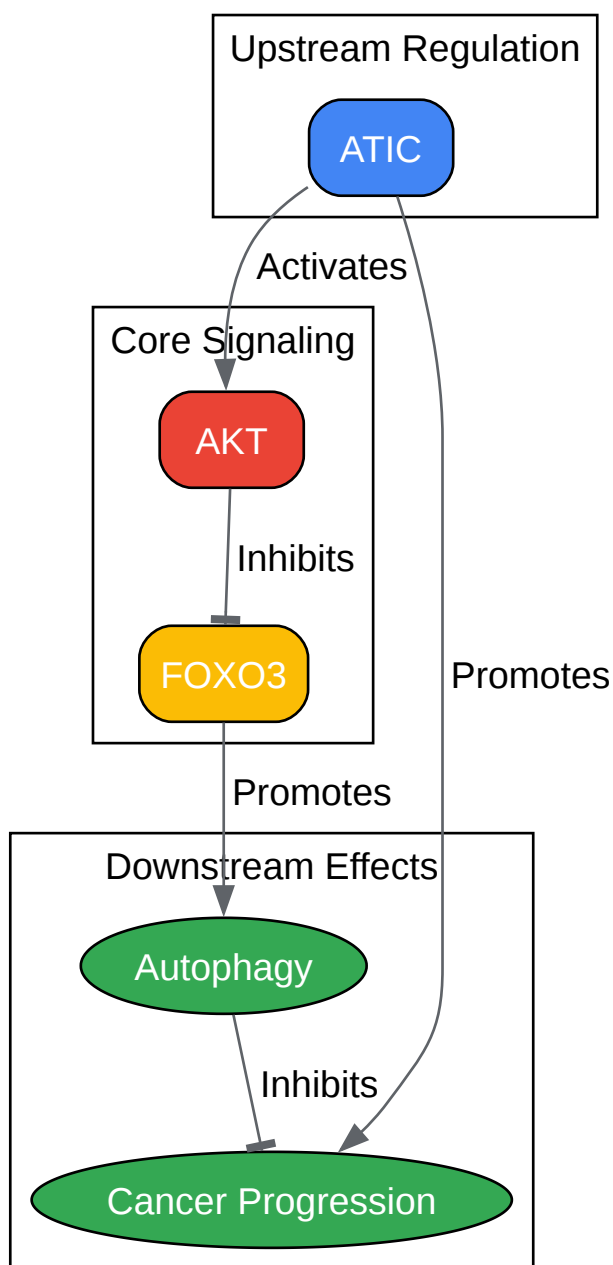 Upstream Regulation
ATIC
Activates
Core Signaling
AKT
Inhibits
FOXO3
Promotes
Promotes
Downstream Effects
Autophagy
Inhibits
Cancer Progression